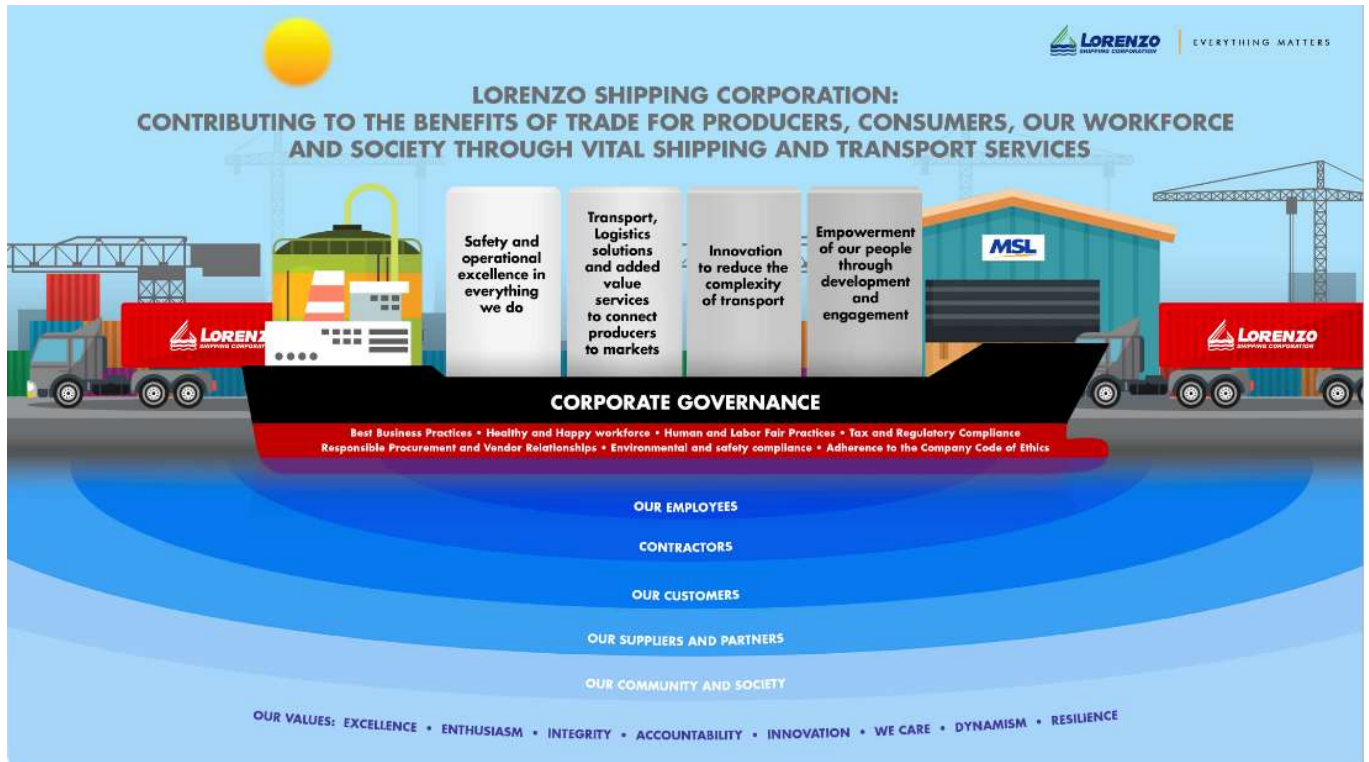 LORENZO
SHIPPING CORPORATION
EVERYTHING MATTERS
LORENZO SHIPPING CORPORATION:
CONTRIBUTING TO THE BENEFITS OF TRADE FOR PRODUCERS, CONSUMERS, OUR WORKFORCE
AND SOCIETY THROUGH VITAL SHIPPING AND TRANSPORT SERVICES
Safety and
operational
excellence in
everything
we do
Transport,
Logistics
solutions
and added
value
services
to connect
producers
to markets
Innovation
to reduce the
complexity
of transport
Empowerment
of our people
through
development
and
engagement
MSL
LORENZ
SHIPPING CORPORATION
LORENZO
SHIPPING CORPORATION
CORPORATE GOVERNANCE
Best Business Practices • Healthy and Happy workforce • Human and Labor Fair Practices • Tax and Regulatory Compliance
Responsible Procurement and Vendor Relationships • Environmental and safety compliance • Adherence to the Company Code of Ethics
OUR EMPLOYEES
CONTRACTORS
OUR CUSTOMERS
OUR SUPPLIERS AND PARTNERS
OUR COMMUNITY AND SOCIETY
OUR VALUES: EXCELLENCE • ENTHUSIASM • INTEGRITY • ACCOUNTABILITY • INNOVATION • WE CARE • DYNAMISM • RESILIENCE